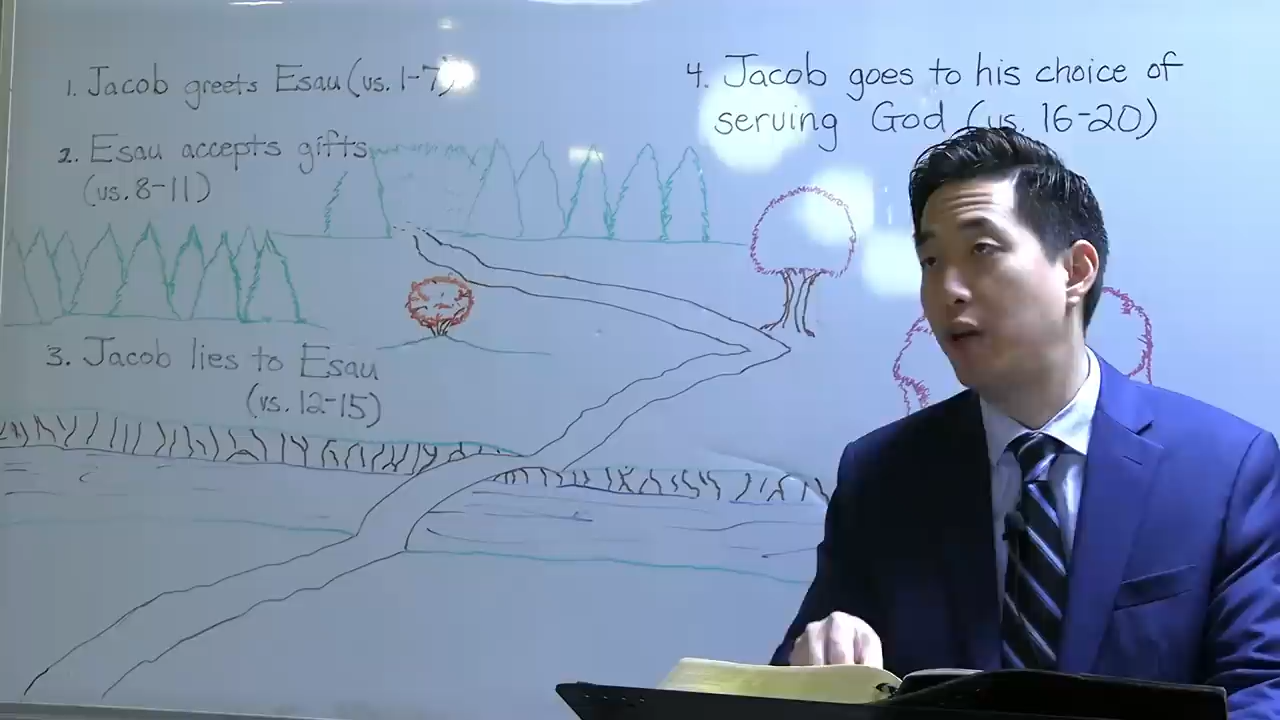 1. Jacob greets Esau (vs. 1-7)
2. Esau accepts gifts
(vs. 8-11)
3. Jacob lies to Esau
(vs. 12-15)
4. Jacob goes to his choice of
serving God (vs. 16-20)